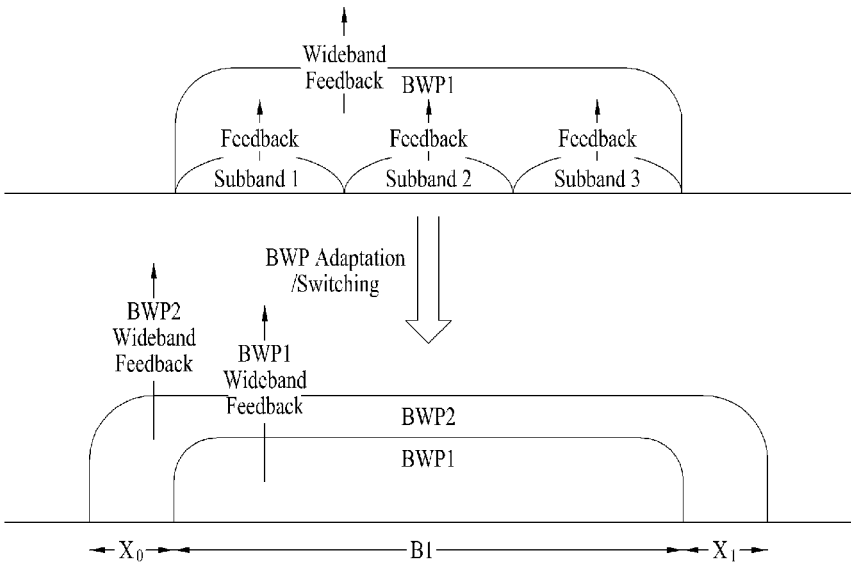 Wideband
Feedback
BWP1
Feedback
Feedback
Feedback
Subband 1
Subband 2
Subband 3
BWP Adaptation
/Switching
BWP2
Wideband
Feedback
BWP1
Wideband
Feedback
BWP2
BWP1
X0
B1
X1